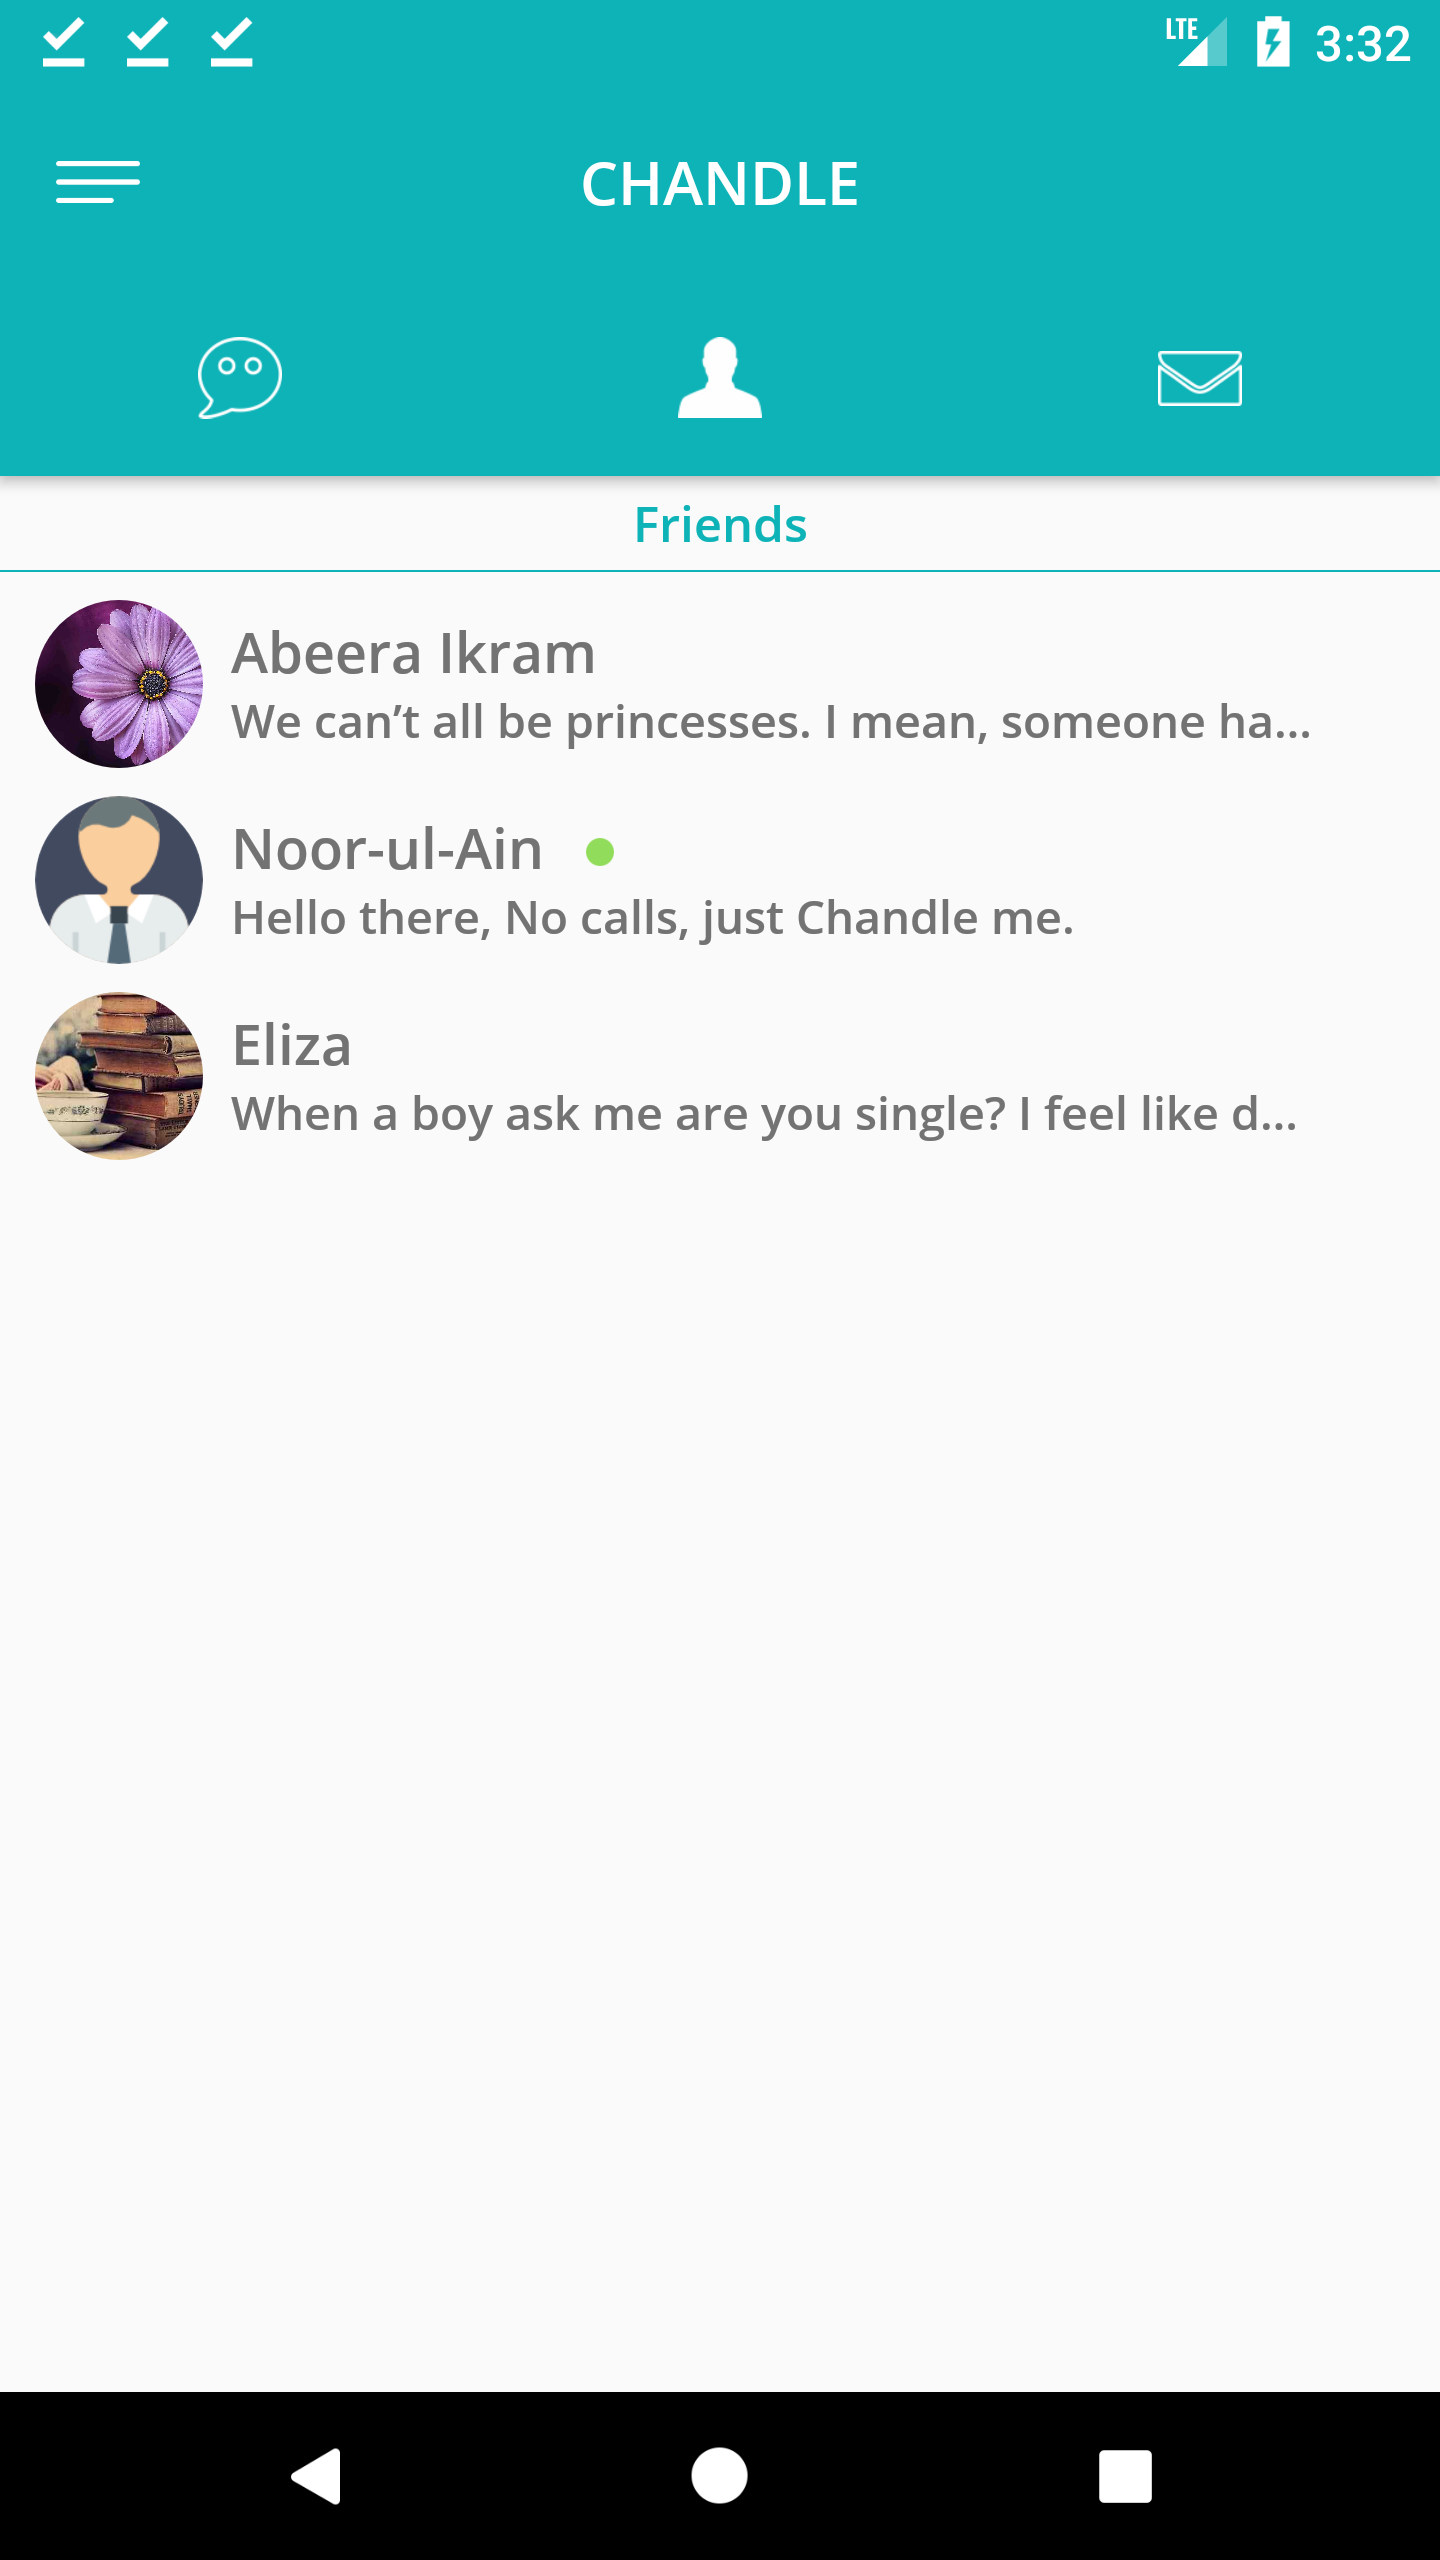 LTE 3:32
CHANDLE
Friends
Abeera Ikram
We can’t all be princesses. I mean, someone ha...
Noor-ul-Ain
Hello there, No calls, just Chandle me.
Eliza
When a boy ask me are you single? I feel like d...